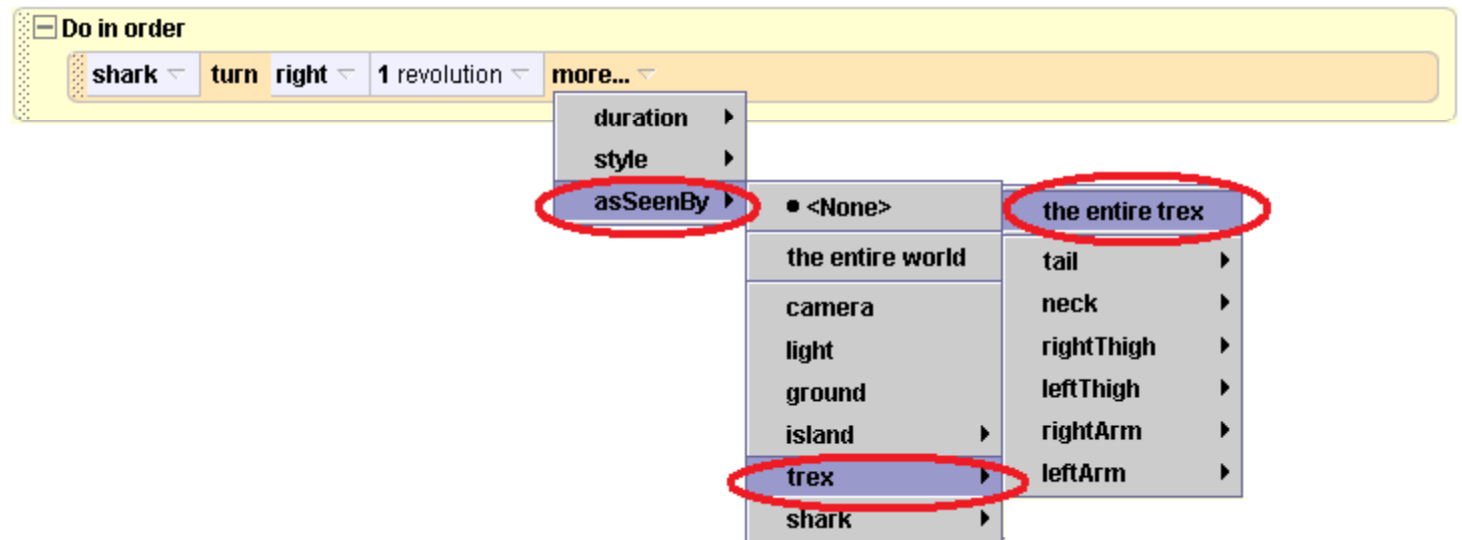 Do in order
shark turn right 1 revolution more...
duration
style
asSeenBy
<None>
the entire world
camera
light
ground
island
trex
shark
the entire trex
tail
neck
rightThigh
leftThigh
rightArm
leftArm